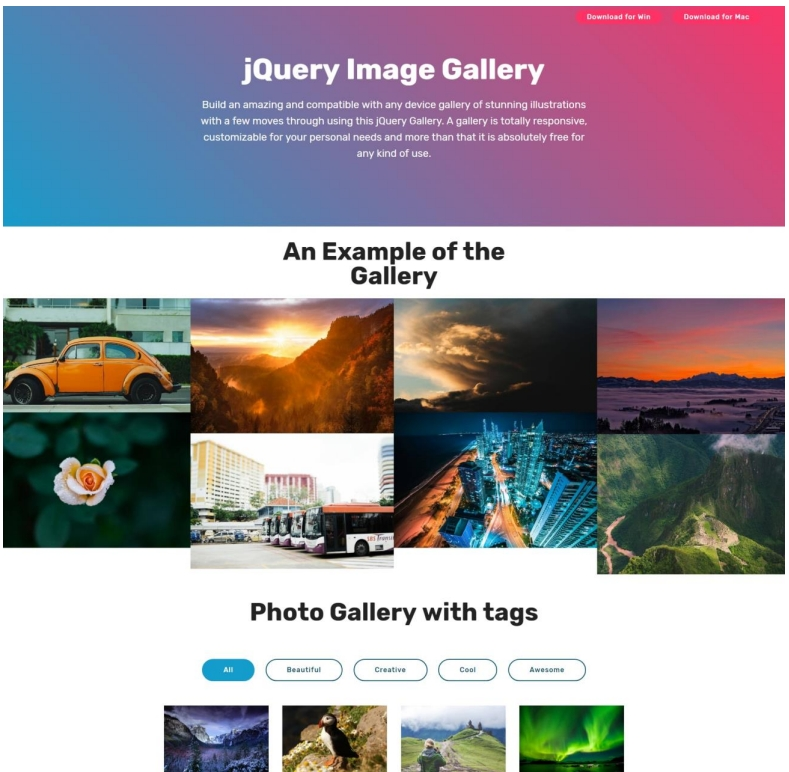 Download for Win Download for Mac
jQuery Image Gallery
Build an amazing and compatible with any device gallery of stunning illustrations
with a few moves through using this jQuery Gallery. A gallery is totally responsive,
customizable for your personal needs and more than that it is absolutely free for
any kind of use.
An Example of the
Gallery
SBS Transit
Photo Gallery with tags
All Beautiful Creative Cool Awesome